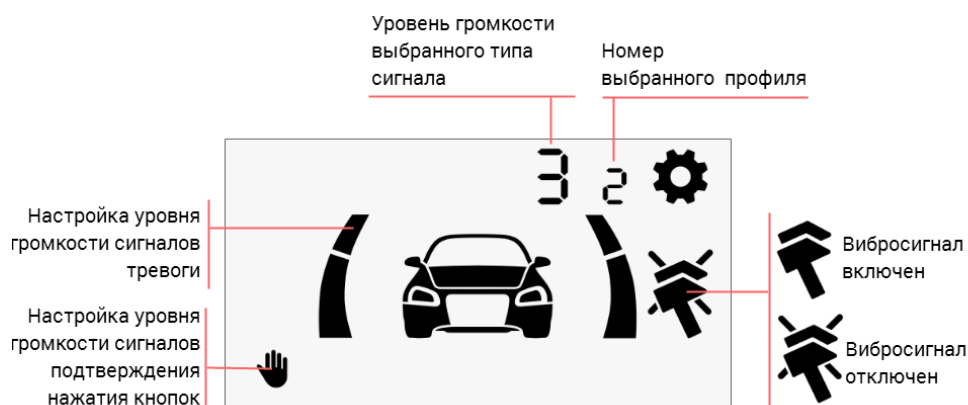 Уровень громкости
выбранного типа
сигнала
Номер
выбранного профиля
3
2
Настройка уровня
громкости сигналов
тревоги
Настройка уровня
громкости сигналов
подтверждения
нажатия кнопок
Вибросигнал
включен
Вибросигнал
отключен